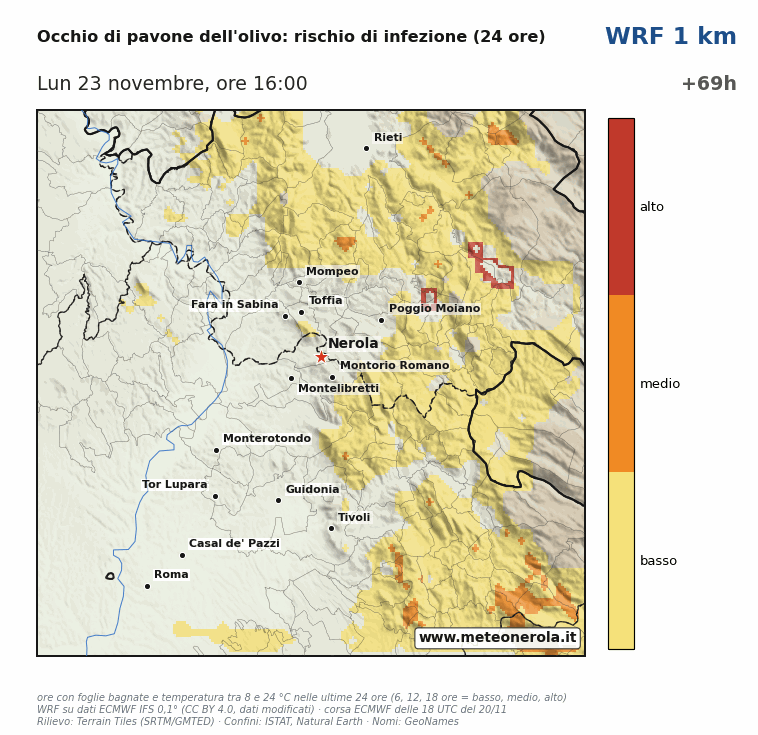 Occhio di pavone dell'olivo: rischio di infezione (24 ore)
WRF 1 km
Lun 23 novembre, ore 16:00
+69h
Rieti
alto
Mompeo
Toffia
Fara in Sabina
Poggio Moiano
Nerola
Montorio Romano
medio
Montelibretti
Monterotondo
Tor Lupara
Guidonia
Tivoli
Casal de' Pazzi
basso
Roma
www.meteonerola.it
ore con foglie bagnate e temperatura tra 8 e 24 °C nelle ultime 24 ore (6, 12, 18 ore = basso, medio, alto)
WRF su dati ECMWF IFS 0,1° (CC BY 4.0, dati modificati) · corsa ECMWF delle 18 UTC del 20/11
Rilievo: Terrain Tiles (SRTM/GMTED) · Confini: ISTAT, Natural Earth · Nomi: GeoNames